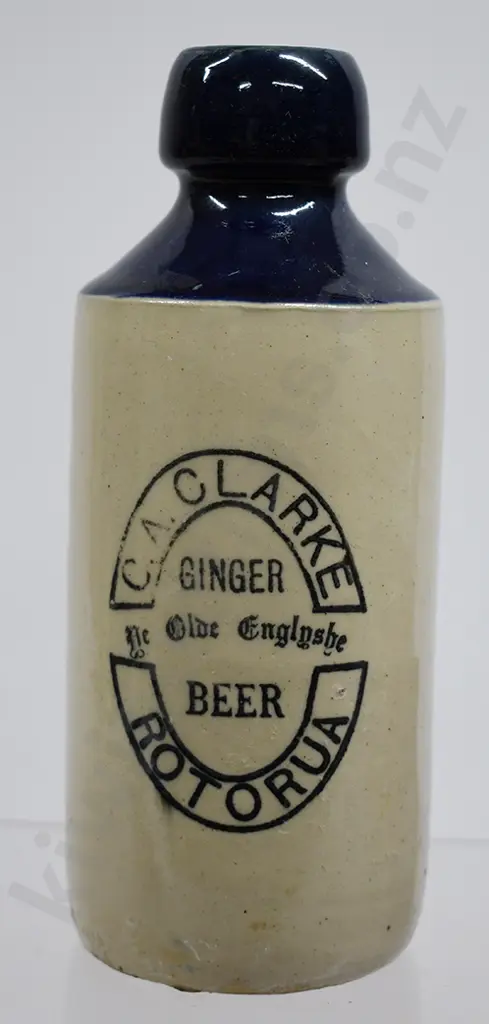 C.A. CLARKE
GINGER
Ye Olde Englyshe
BEER
ROTORUA